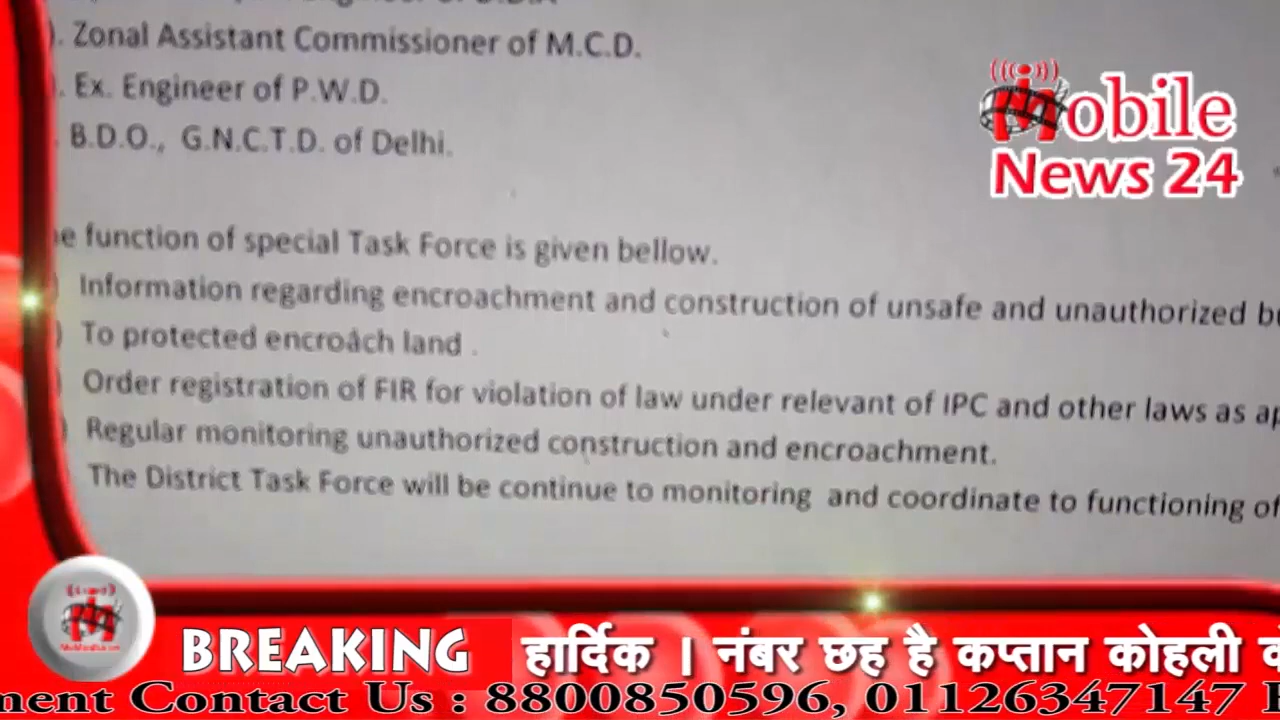 Zonal Assistant Commissioner of M.C.D.
Ex. Engineer of P.W.D.
B.D.O., G.N.C.T.D. of Delhi.
Mobile
News 24
function of special Task Force is given bellow.
Information regarding encroachment and construction of unsafe and unauthorized
To protected encroach land .
Order registration of FIR for violation of law under relevant of IPC and other laws as
Regular monitoring unauthorized construction and encroachment.
The District Task Force will be continue to monitoring and coordinate to functioning of
BREAKING हार्दिक । नंबर छह है कप्तान कोहली
ment Contact Us : 8800850596, 01126347147